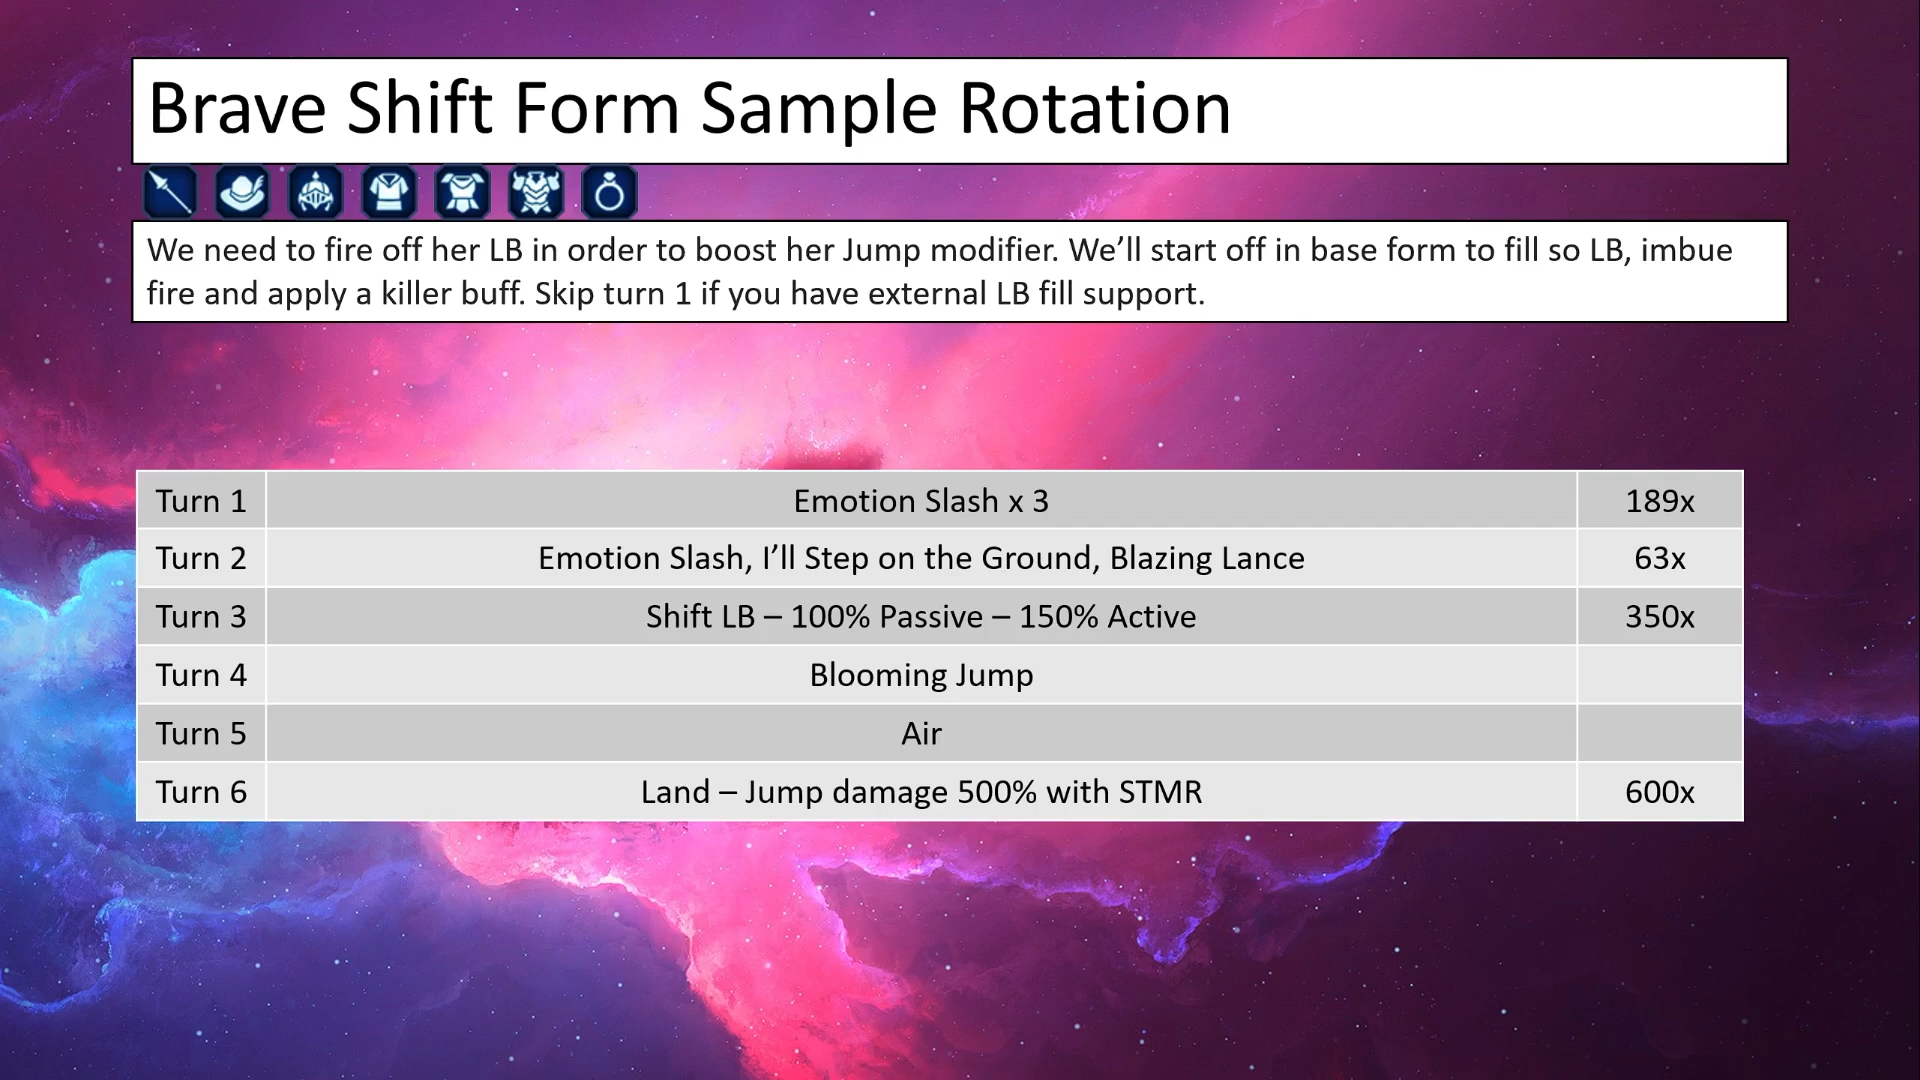 Brave Shift Form Sample Rotation
We need to fire off her LB in order to boost her Jump modifier. We’ll start off in base form to fill so LB, imbue
fire and apply a killer buff. Skip turn 1 if you have external LB fill support.
Turn 1 Emotion Slash x 3 189x
Turn 2 Emotion Slash, I’ll Step on the Ground, Blazing Lance 63x
Turn 3 Shift LB – 100% Passive – 150% Active 350x
Turn 4 Blooming Jump
Turn 5 Air
Turn 6 Land – Jump damage 500% with STMR 600x